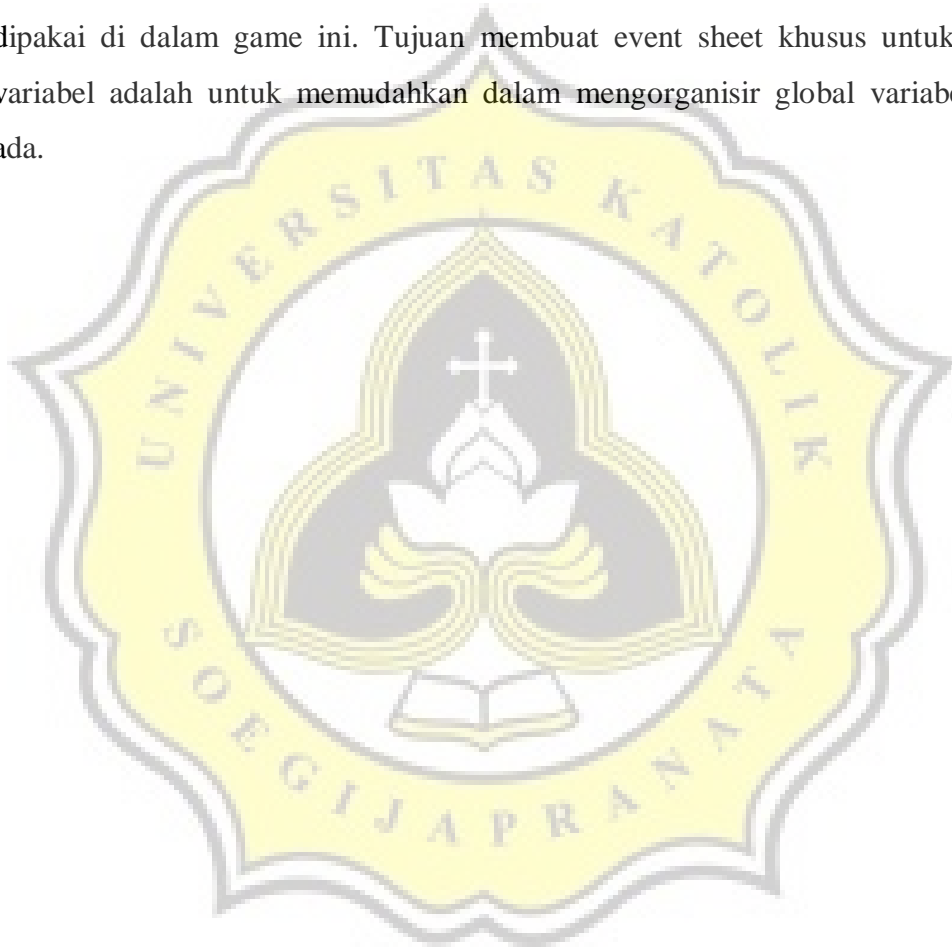 dipakai di dalam game ini. Tujuan membuat event sheet khusus untuk
variabel adalah untuk memudahkan dalam mengorganisir global
ada.
UNIVERSITAS KATOLIK
SOEGIJAPRANATA